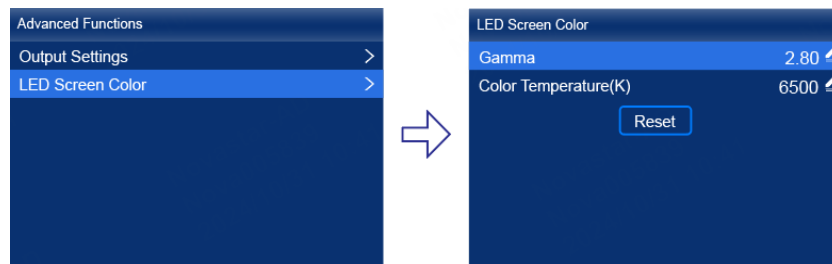 Advanced Functions
Output Settings
LED Screen Color
LED Screen Color
Gamma 2.80
Color Temperature(K) 6500
Reset